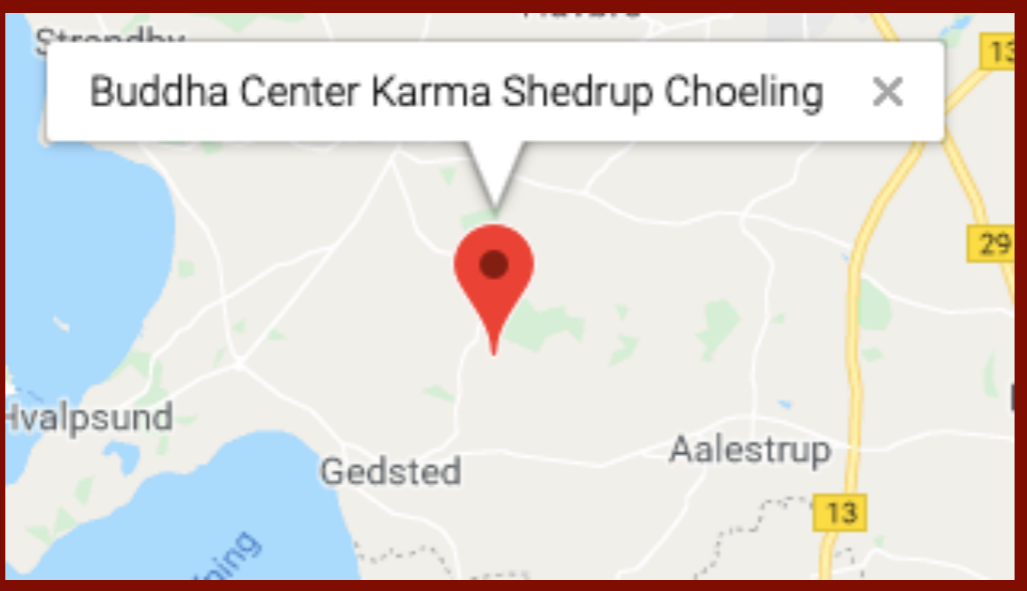 Strandby
13
Buddha Center Karma Shedrup Choeling
29
Hvalpsund
Aalestrup
Gedsted
13